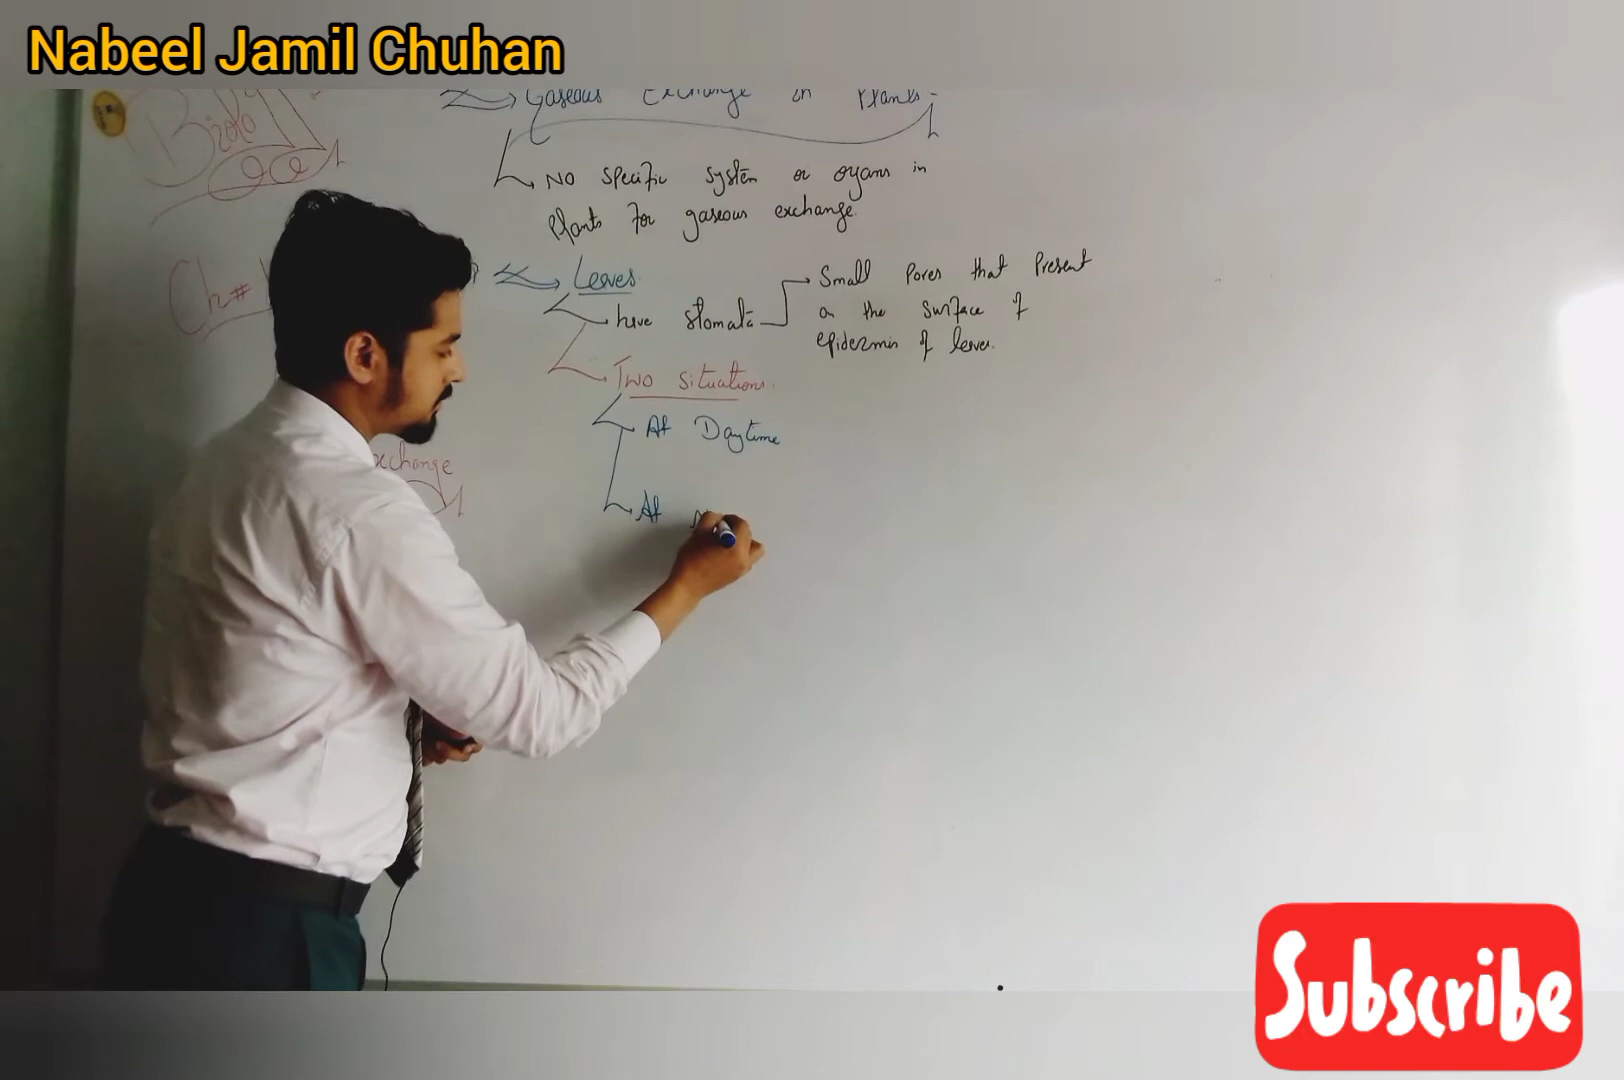 Nabeel Jamil Chuhan
Gaseous Exchange in Plants
Biology
No specific system or organs in
Plants for gaseous exchange.
Ch#
Leaves
have stomata
Small Pores that Present
on the surface of
epidermis of leaves.
Two situations.
At Daytime
xchange
At
Subscribe